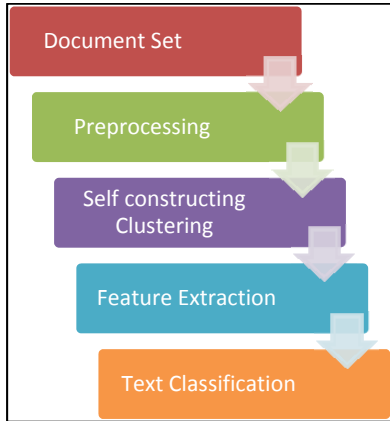 Document Set
Preprocessing
Self constructing
Clustering
Feature Extraction
Text Classification